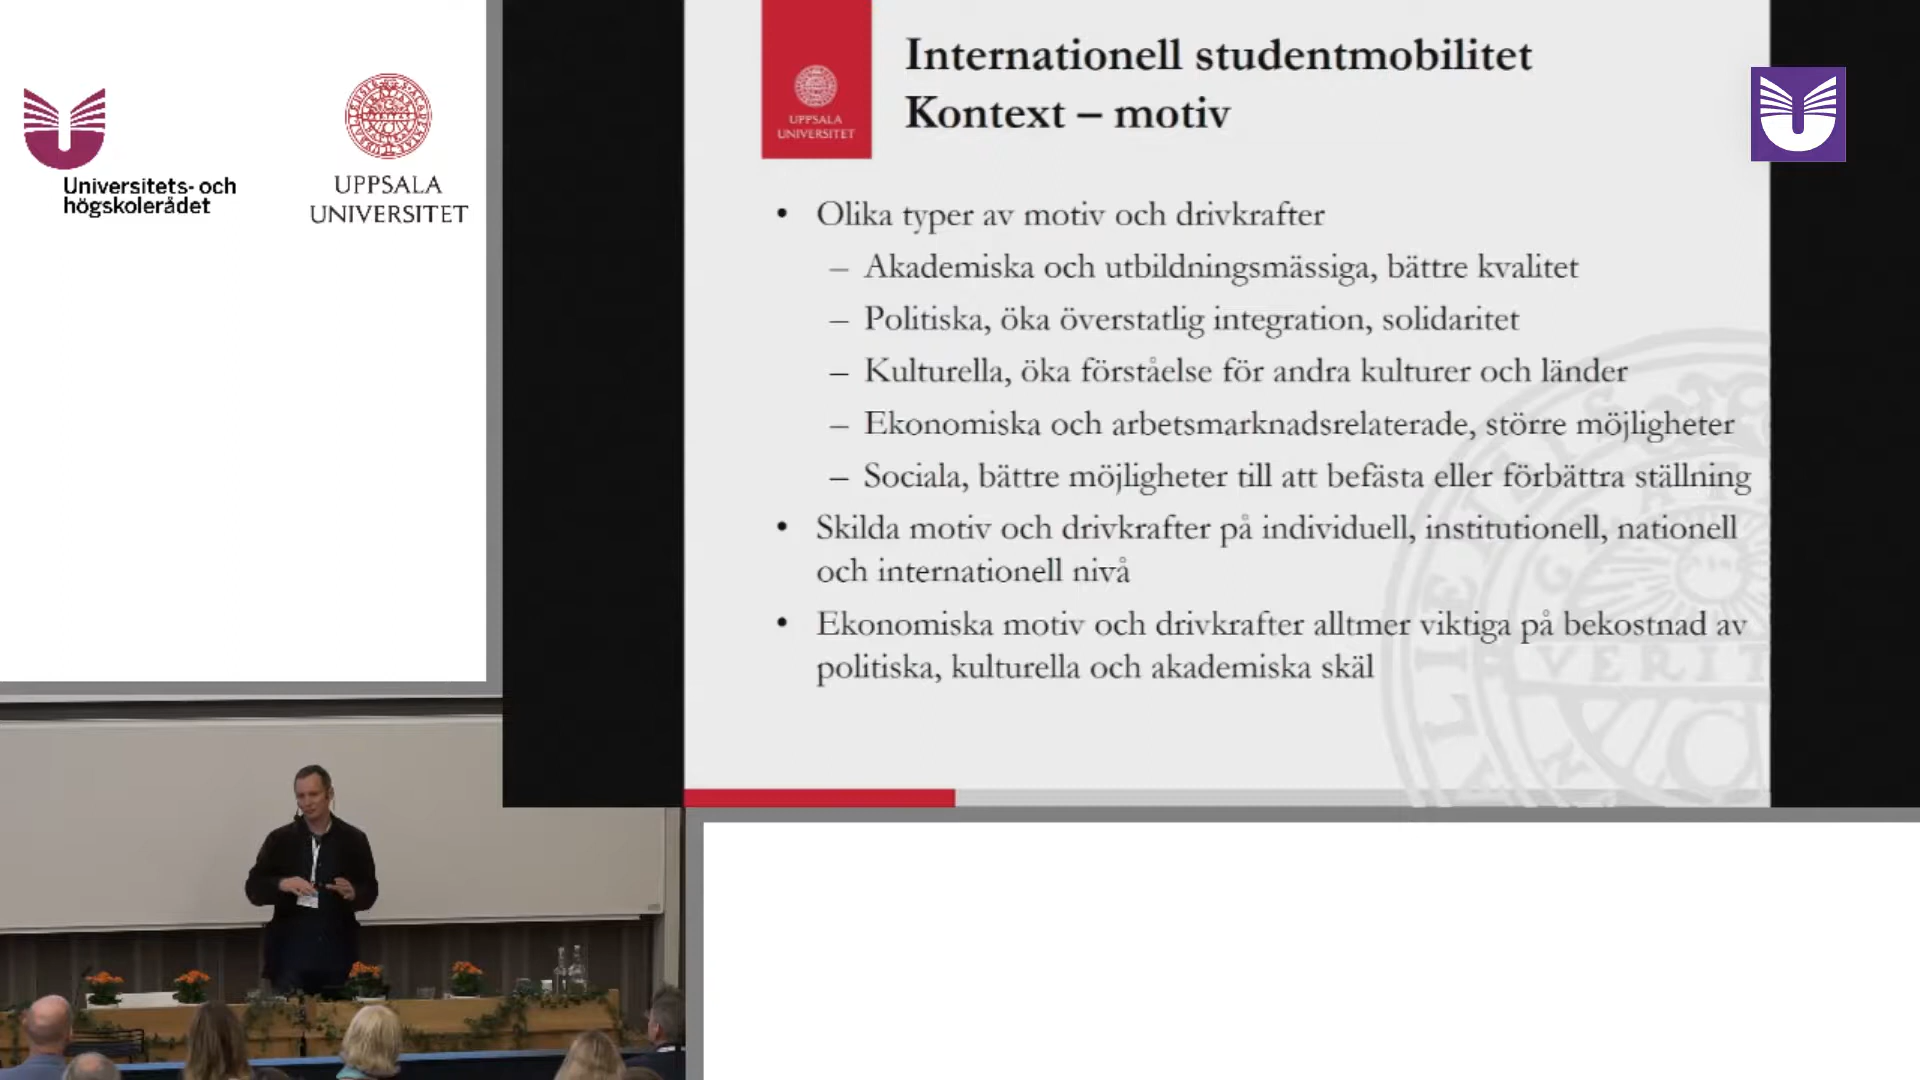 Universitets- och
högskolerådet
UPPSALA
UNIVERSITET
UPPSALA
UNIVERSITET
Internationell studentmobilitet
Kontext – motiv
• Olika typer av motiv och drivkrafter
– Akademiska och utbildningsmässiga, bättre kvalitet
– Politiska, öka överstatlig integration, solidaritet
– Kulturella, öka förståelse för andra kulturer och länder
– Ekonomiska och arbetsmarknadsrelaterade, större möjligheter
– Sociala, bättre möjligheter till att befästa eller förbättra ställning
• Skilda motiv och drivkrafter på individuell, institutionell, nationell
och internationell nivå
• Ekonomiska motiv och drivkrafter alltmer viktiga på bekostnad av
politiska, kulturella och akademiska skäl